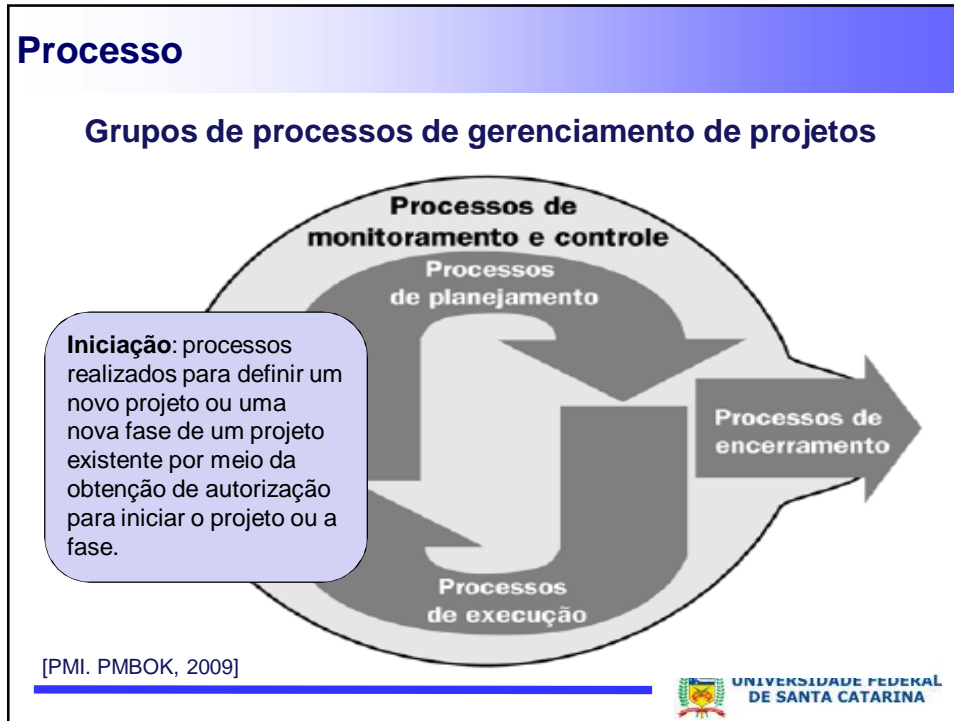 Processo
Grupos de processos de gerenciamento de projetos
Processos de
monitoramento e controle
Processos
de planejamento
Iniciação: processos
realizados para definir um
novo projeto ou uma
nova fase de um projeto
existente por meio da
obtenção de autorização
para iniciar o projeto ou a
fase.
Processos de
encerramento
Processos
de execução
[PMI. PMBOK, 2009]
UNIVERSIDADE FEDERAL
DE SANTA CATARINA